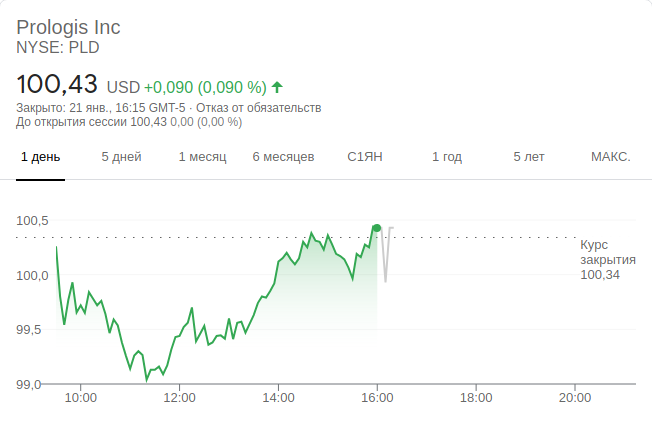 Prologis Inc
NYSE: PLD
100,43 USD +0,090 (0,090 %)
Закрыто: 21 янв., 16:15 GMT-5 · Отказ от обязательств
До открытия сессии 100,43 0,00 (0,00 %)
1 день 5 дней 1 месяц 6 месяцев С1ЯН 1 год 5 лет МАКС.
100,5
100,0
99,5
99,0
Курс
закрытия
100,34
10:00 12:00 14:00 16:00 18:00 20:00